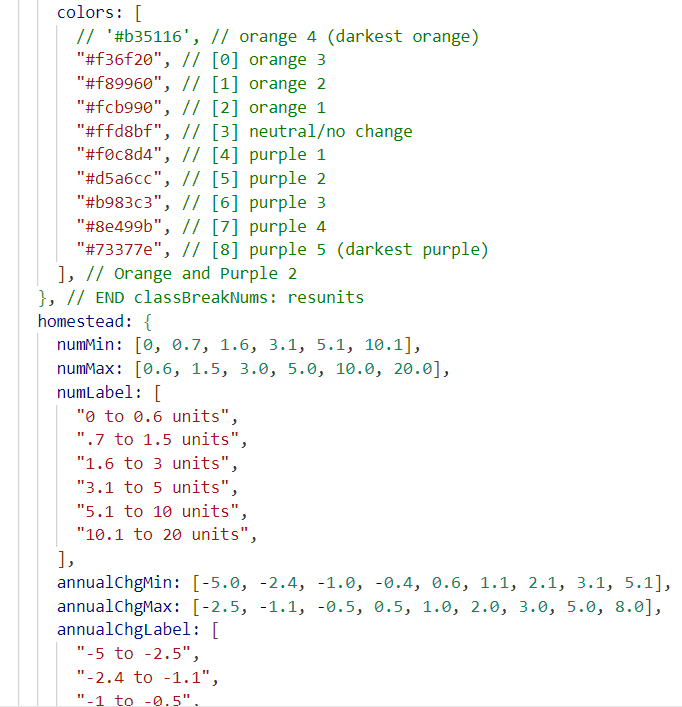 colors: [
// '#b35116', // orange 4 (darkest orange)
"#f36f20", // [0] orange 3
"#f89960", // [1] orange 2
"#fcb990", // [2] orange 1
"#ffd8bf", // [3] neutral/no change
"#f0c8d4", // [4] purple 1
"#d5a6cc", // [5] purple 2
"#b983c3", // [6] purple 3
"#8e499b", // [7] purple 4
"#73377e", // [8] purple 5 (darkest purple)
], // Orange and Purple 2
}, // END classBreakNums: resunits
homestead: {
numMin: [0, 0.7, 1.6, 3.1, 5.1, 10.1],
numMax: [0.6, 1.5, 3.0, 5.0, 10.0, 20.0],
numLabel: [
"0 to 0.6 units",
".7 to 1.5 units",
"1.6 to 3 units",
"3.1 to 5 units",
"5.1 to 10 units",
"10.1 to 20 units",
],
annualChgMin: [-5.0, -2.4, -1.0, -0.4, 0.6, 1.1, 2.1, 3.1, 5.1],
annualChgMax: [-2.5, -1.1, -0.5, 0.5, 1.0, 2.0, 3.0, 5.0, 8.0],
annualChgLabel: [
"-5 to -2.5",
"-2.4 to -1.1",
"-1 to -0.5",